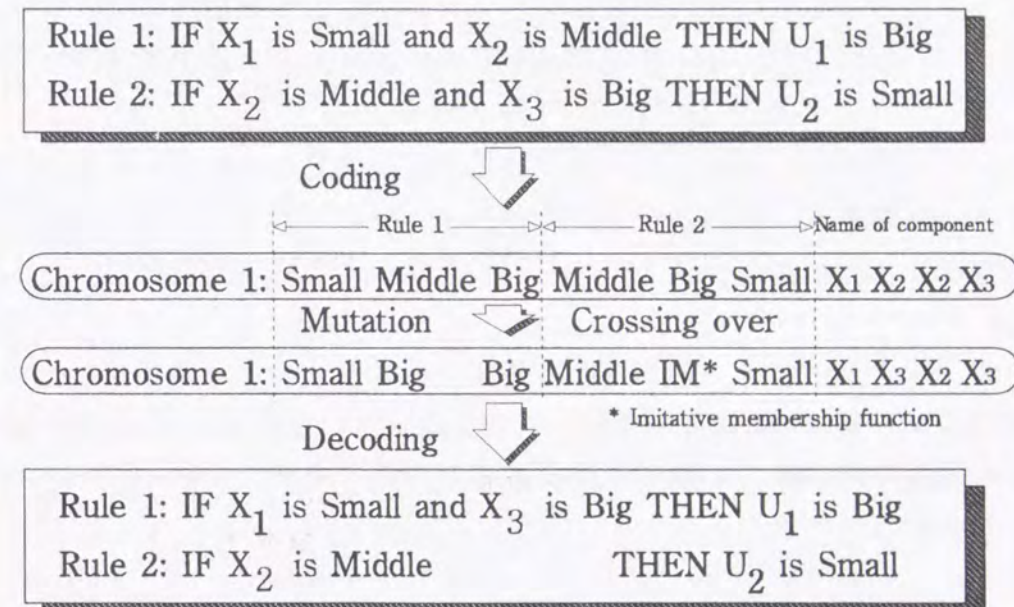 Rule 1: IF X1 is Small and X2 is Middle THEN U1 is Big
Rule 2: IF X2 is Middle and X3 is Big THEN U2 is Small
Coding
Rule 1 Rule 2 Name of component
Chromosome 1: Small Middle Big Middle Big Small X1 X2 X2 X3
Mutation Crossing over
Chromosome 1: Small Big Big Middle IM* Small X1 X3 X2 X3
* Imitative membership function
Decoding
Rule 1: IF X1 is Small and X3 is Big THEN U1 is Big
Rule 2: IF X2 is Middle THEN U2 is Small